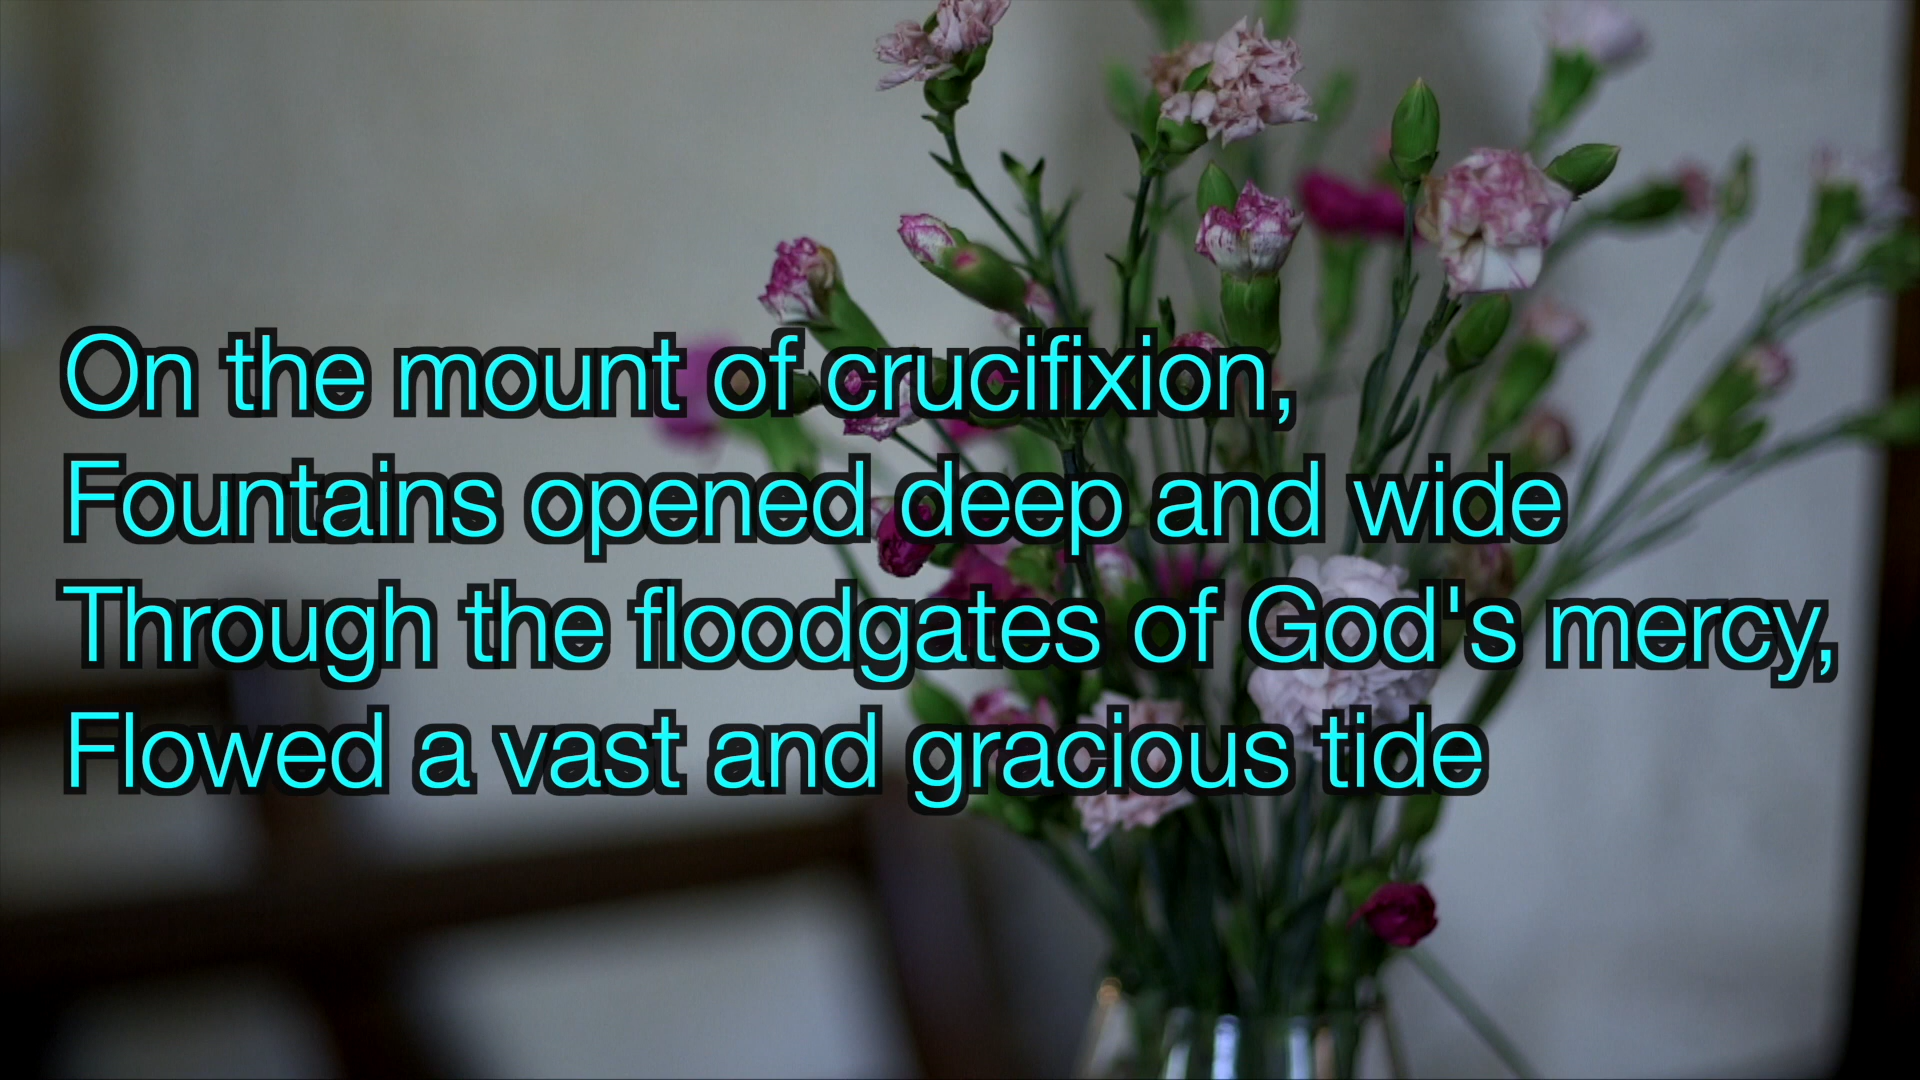 On the mount of crucifixion,
Fountains opened deep and wide
Through the floodgates of God's mercy,
Flowed a vast and gracious tide